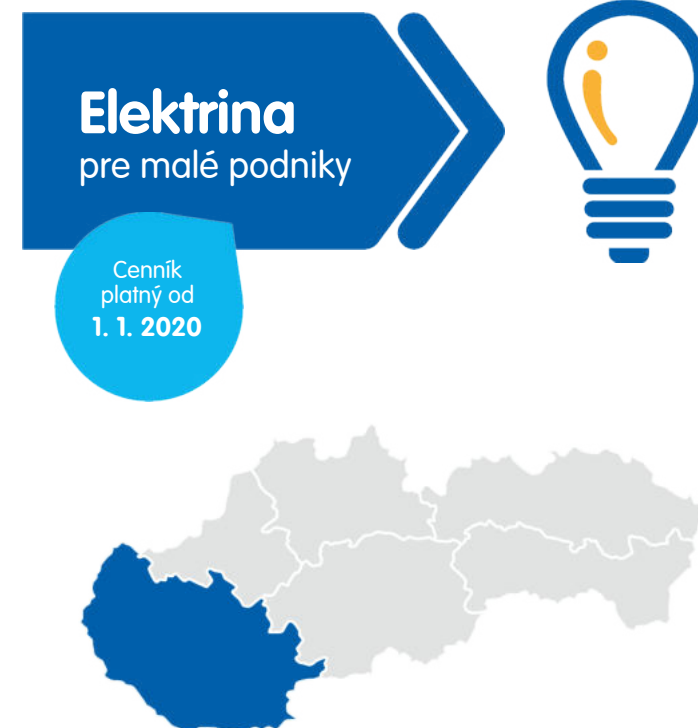 Elektrina
pre malé podniky
Cenník
platný od
1. 1. 2020